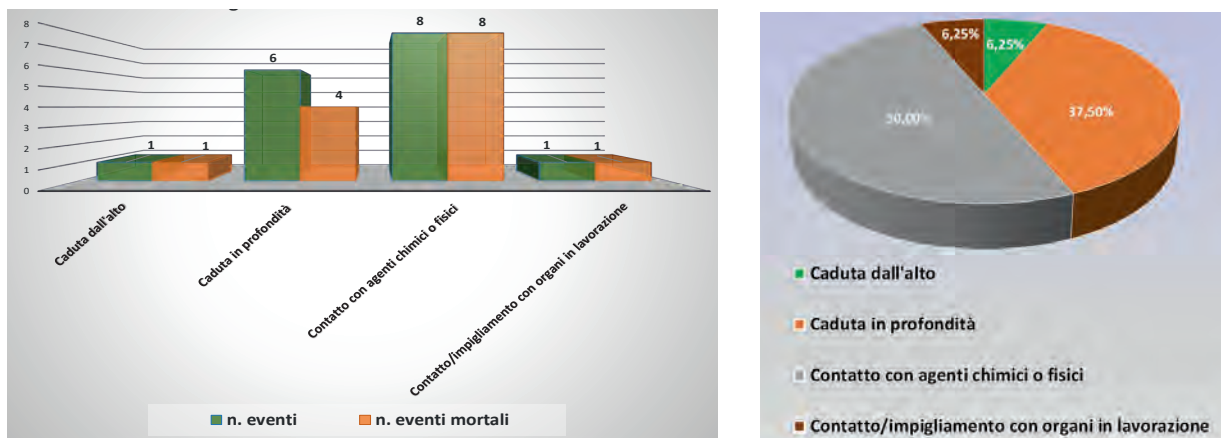 8
7
6
5
4
3
2
1
0
1
1
6
4
8
8
1
1
Caduta dall'alto
Caduta in profondità
Contatto con agenti chimici o fisici
Contatto/impigliamento con organi in lavorazione
n. eventi
n. eventi mortali
6,25%
6,25%
37,50%
50,00%
Caduta dall'alto
Caduta in profondità
Contatto con agenti chimici o fisici
Contatto/impigliamento con organi in lavorazione